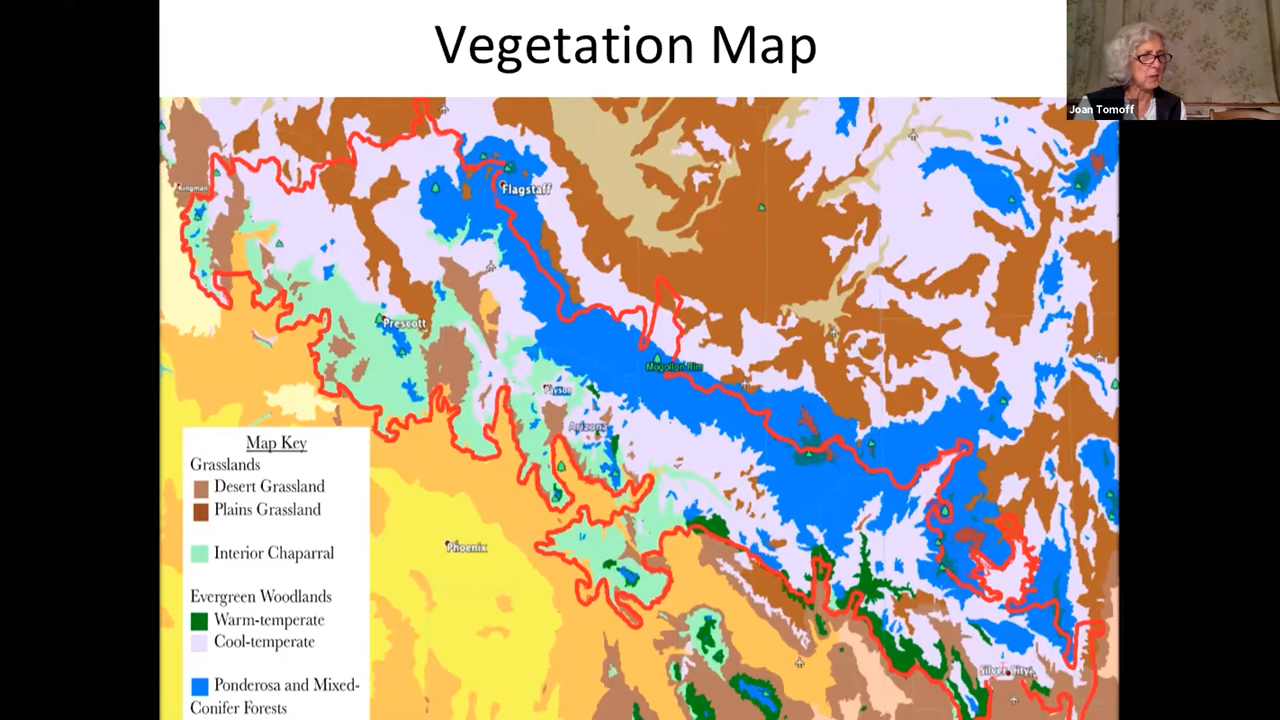 Vegetation Map
Joan Tomoff
Kingman
Flagstaff
Prescott
Mogollon Rim
Payson
Arizona
Phoenix
Silver City
Map Key
Grasslands
Desert Grassland
Plains Grassland
Interior Chaparral
Evergreen Woodlands
Warm-temperate
Cool-temperate
Ponderosa and Mixed-
Conifer Forests